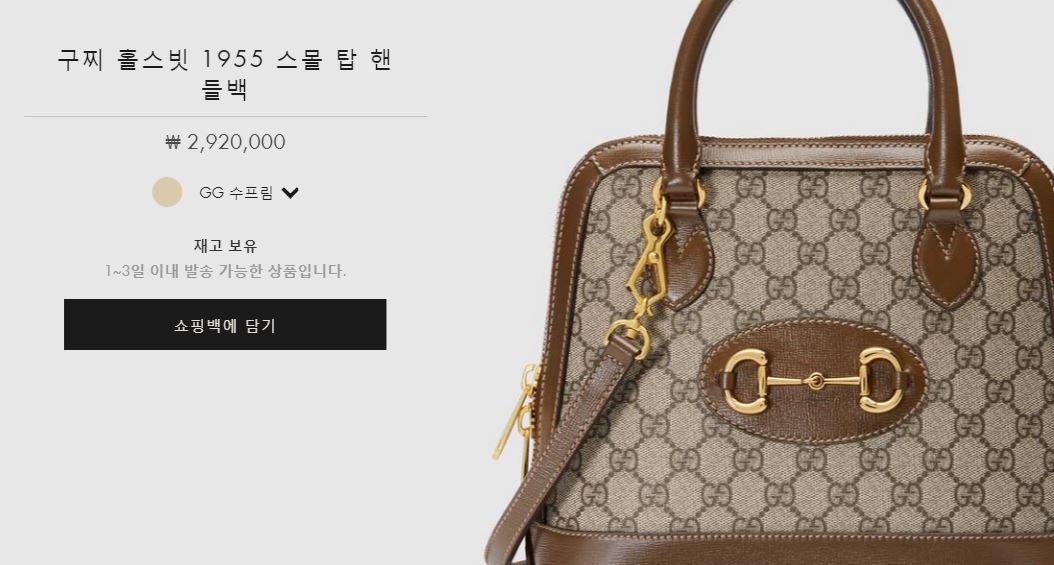 구찌 홀스빗 1955 스몰 탑 핸
들백
₩ 2,920,000
GG 수프림
재고 보유
1~3일 이내 발송 가능한 상품입니다.
쇼핑백에 담기